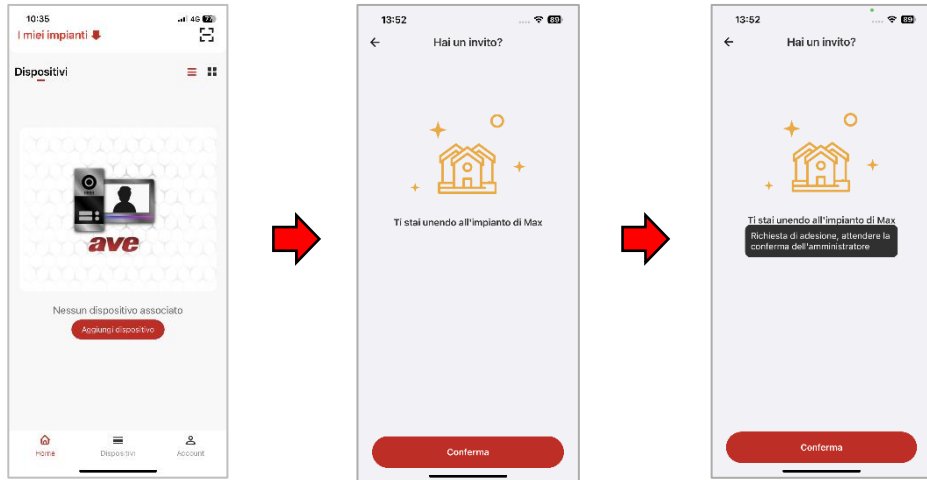 10:35
4G 77
I miei impianti
Dispositivi
ave
Nessun dispositivo associato
Aggiungi dispositivo
Home
Dispositivi
Account
13:52
89
Hai un invito?
Ti stai unendo all'impianto di Max
Conferma
13:52
89
Hai un invito?
Ti stai unendo all'impianto di Max
Richiesta di adesione, attendere la
conferma dell'amministratore
Conferma